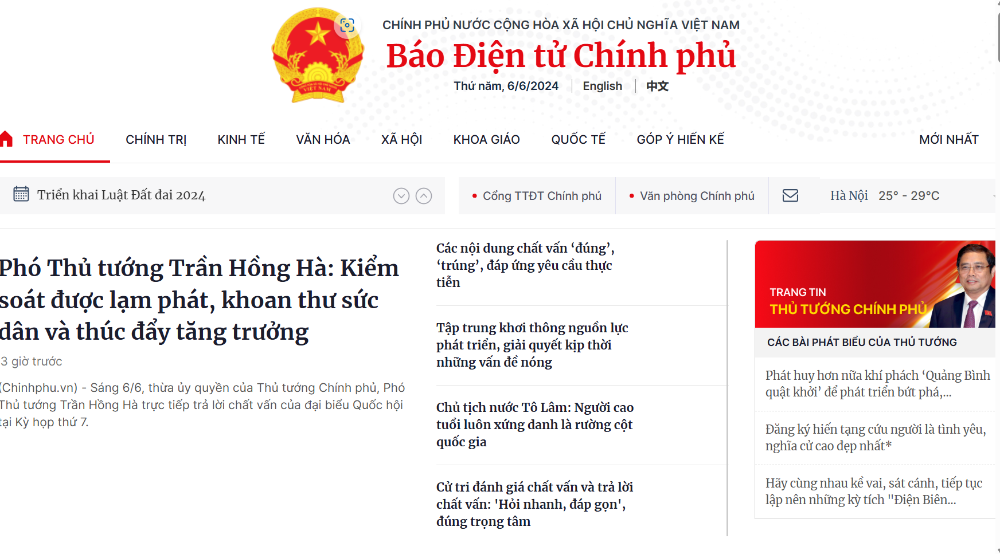 CHÍNH PHỦ NƯỚC CỘNG HÒA XÃ HỘI CHỦ NGHĨA VIỆT NAM
Báo Điện tử Chính phủ
Thứ năm, 6/6/2024 English 中文
CỘNG HÒA XÃ HỘI CHỦ NGHĨA
VIỆT NAM
TRANG CHỦ CHÍNH TRỊ KINH TẾ VĂN HÓA XÃ HỘI KHOA GIÁO QUỐC TẾ GÓP Ý HIẾN KẾ MỚI NHẤT
Triển khai Luật Đất đai 2024
Cổng TTĐT Chính phủ
Văn phòng Chính phủ
Hà Nội 25° - 29°C
Phó Thủ tướng Trần Hồng Hà: Kiểm
soát được lạm phát, khoan thư sức
dân và thúc đẩy tăng trưởng
3 giờ trước
(Chinhphu.vn) - Sáng 6/6, thừa ủy quyền của Thủ tướng Chính phủ, Phó
Thủ tướng Trần Hồng Hà trực tiếp trả lời chất vấn của đại biểu Quốc hội
tại Kỳ họp thứ 7.
Các nội dung chất vấn ‘đúng’,
‘trúng’, đáp ứng yêu cầu thực
tiễn
Tập trung khơi thông nguồn lực
phát triển, giải quyết kịp thời
những vấn đề nóng
Chủ tịch nước Tô Lâm: Người cao
tuổi luôn xứng danh là rường cột
quốc gia
Cử tri đánh giá chất vấn và trả lời
chất vấn: 'Hỏi nhanh, đáp gọn',
đúng trọng tâm
TRANG TIN
THỦ TƯỚNG CHÍNH PHỦ
CÁC BÀI PHÁT BIỂU CỦA THỦ TƯỚNG
Phát huy hơn nữa khí phách ‘Quảng Bình
quật khởi’ để phát triển bứt phá,...
Đăng ký hiến tạng cứu người là tình yêu,
nghĩa cử cao đẹp nhất*
Hãy cùng nhau kề vai, sát cánh, tiếp tục
lập nên những kỳ tích "Điện Biên...